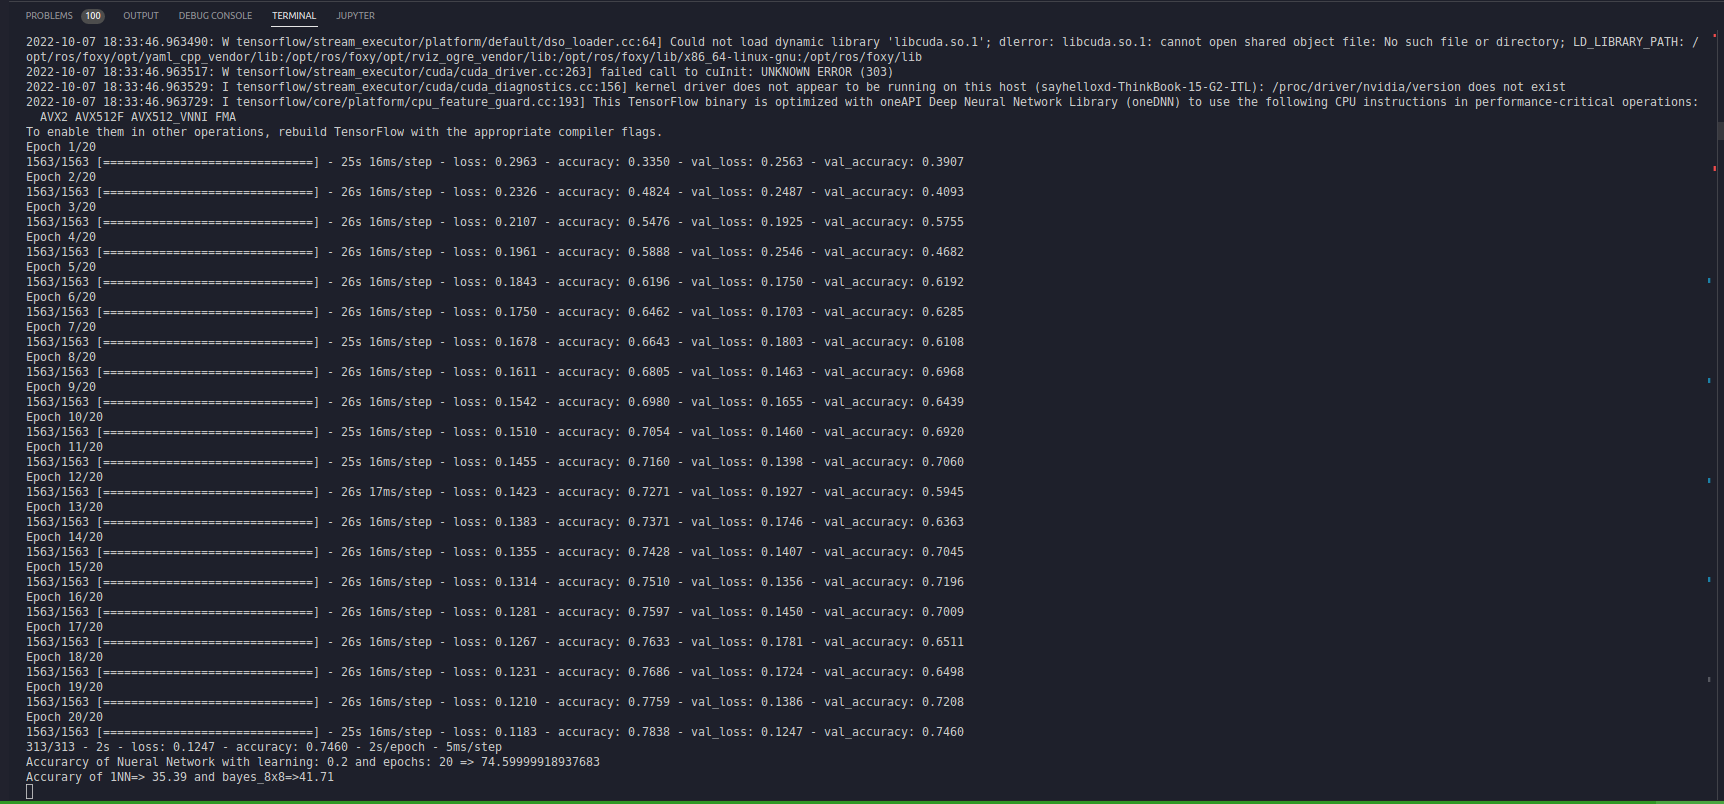 PROBLEMS 100 OUTPUT DEBUG CONSOLE TERMINAL JUPYTER
2022-10-07 18:33:46.963490: W tensorflow/stream_executor/platform/default/dso_loader.cc:64] Could not load dynamic library 'libcuda.so.1'; dlerror: libcuda.so.1: cannot open shared object file: No such file or directory; LD_LIBRARY_PATH: /
opt/ros/foxy/opt/yaml_cpp_vendor/lib:/opt/ros/foxy/opt/rviz_ogre_vendor/lib:/opt/ros/foxy/lib/x86_64-linux-gnu:/opt/ros/foxy/lib
2022-10-07 18:33:46.963517: W tensorflow/stream_executor/cuda/cuda_driver.cc:263] failed call to cuInit: UNKNOWN ERROR (303)
2022-10-07 18:33:46.963529: I tensorflow/stream_executor/cuda/cuda_diagnostics.cc:156] kernel driver does not appear to be running on this host (sayhelloxd-ThinkBook-15-G2-ITL): /proc/driver/nvidia/version does not exist
2022-10-07 18:33:46.963729: I tensorflow/core/platform/cpu_feature_guard.cc:193] This TensorFlow binary is optimized with oneAPI Deep Neural Network Library (oneDNN) to use the following CPU instructions in performance-critical operations:
AVX2 AVX512F AVX512_VNNI FMA
To enable them in other operations, rebuild TensorFlow with the appropriate compiler flags.
Epoch 1/20
1563/1563 [==============================] - 25s 16ms/step - loss: 0.2963 - accuracy: 0.3350 - val_loss: 0.2563 - val_accuracy: 0.3907
Epoch 2/20
1563/1563 [==============================] - 26s 16ms/step - loss: 0.2326 - accuracy: 0.4824 - val_loss: 0.2487 - val_accuracy: 0.4093
Epoch 3/20
1563/1563 [==============================] - 26s 16ms/step - loss: 0.2107 - accuracy: 0.5476 - val_loss: 0.1925 - val_accuracy: 0.5755
Epoch 4/20
1563/1563 [==============================] - 26s 16ms/step - loss: 0.1961 - accuracy: 0.5888 - val_loss: 0.2546 - val_accuracy: 0.4682
Epoch 5/20
1563/1563 [==============================] - 26s 16ms/step - loss: 0.1843 - accuracy: 0.6196 - val_loss: 0.1750 - val_accuracy: 0.6192
Epoch 6/20
1563/1563 [==============================] - 26s 16ms/step - loss: 0.1750 - accuracy: 0.6462 - val_loss: 0.1703 - val_accuracy: 0.6285
Epoch 7/20
1563/1563 [==============================] - 25s 16ms/step - loss: 0.1678 - accuracy: 0.6643 - val_loss: 0.1803 - val_accuracy: 0.6108
Epoch 8/20
1563/1563 [==============================] - 26s 16ms/step - loss: 0.1611 - accuracy: 0.6805 - val_loss: 0.1463 - val_accuracy: 0.6968
Epoch 9/20
1563/1563 [==============================] - 26s 16ms/step - loss: 0.1542 - accuracy: 0.6980 - val_loss: 0.1655 - val_accuracy: 0.6439
Epoch 10/20
1563/1563 [==============================] - 25s 16ms/step - loss: 0.1510 - accuracy: 0.7054 - val_loss: 0.1460 - val_accuracy: 0.6920
Epoch 11/20
1563/1563 [==============================] - 25s 16ms/step - loss: 0.1455 - accuracy: 0.7160 - val_loss: 0.1398 - val_accuracy: 0.7060
Epoch 12/20
1563/1563 [==============================] - 26s 17ms/step - loss: 0.1423 - accuracy: 0.7271 - val_loss: 0.1927 - val_accuracy: 0.5945
Epoch 13/20
1563/1563 [==============================] - 26s 16ms/step - loss: 0.1383 - accuracy: 0.7371 - val_loss: 0.1746 - val_accuracy: 0.6363
Epoch 14/20
1563/1563 [==============================] - 26s 16ms/step - loss: 0.1355 - accuracy: 0.7428 - val_loss: 0.1407 - val_accuracy: 0.7045
Epoch 15/20
1563/1563 [==============================] - 26s 16ms/step - loss: 0.1314 - accuracy: 0.7510 - val_loss: 0.1356 - val_accuracy: 0.7196
Epoch 16/20
1563/1563 [==============================] - 26s 16ms/step - loss: 0.1281 - accuracy: 0.7597 - val_loss: 0.1450 - val_accuracy: 0.7009
Epoch 17/20
1563/1563 [==============================] - 26s 16ms/step - loss: 0.1267 - accuracy: 0.7633 - val_loss: 0.1781 - val_accuracy: 0.6511
Epoch 18/20
1563/1563 [==============================] - 26s 16ms/step - loss: 0.1231 - accuracy: 0.7686 - val_loss: 0.1724 - val_accuracy: 0.6498
Epoch 19/20
1563/1563 [==============================] - 26s 16ms/step - loss: 0.1210 - accuracy: 0.7759 - val_loss: 0.1386 - val_accuracy: 0.7208
Epoch 20/20
1563/1563 [==============================] - 25s 16ms/step - loss: 0.1183 - accuracy: 0.7838 - val_loss: 0.1247 - val_accuracy: 0.7460
313/313 - 2s - loss: 0.1247 - accuracy: 0.7460 - 2s/epoch - 5ms/step
Accurarcy of Nueral Network with learning: 0.2 and epochs: 20 => 74.59999918937683
Accurary of 1NN=> 35.39 and bayes_8x8=>41.71